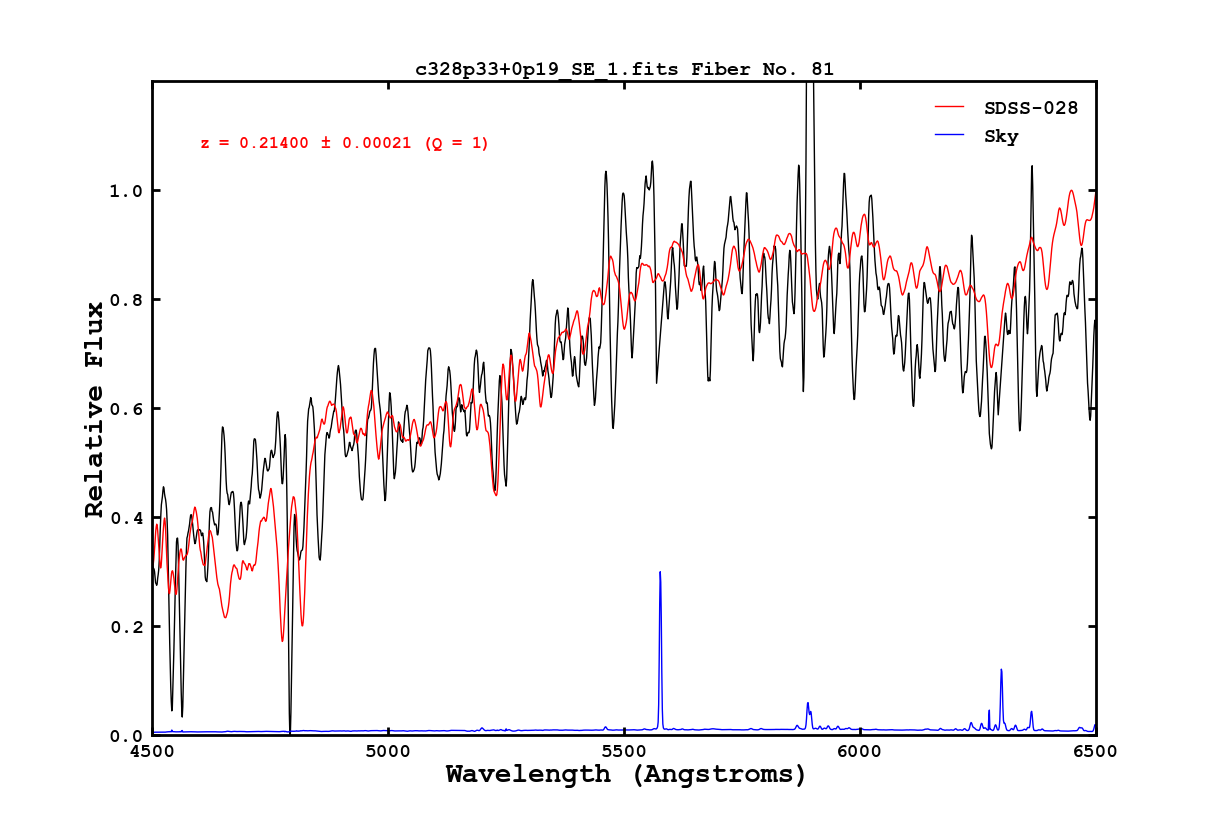 c328p33+0p19_SE_1.fits Fiber No. 81
SDSS-028
Sky
z = 0.21400 ± 0.00021 (Q = 1)
1.0
0.8
0.6
0.4
0.2
0.0
Relative Flux
4500 5000 5500 6000 6500
Wavelength (Angstroms)